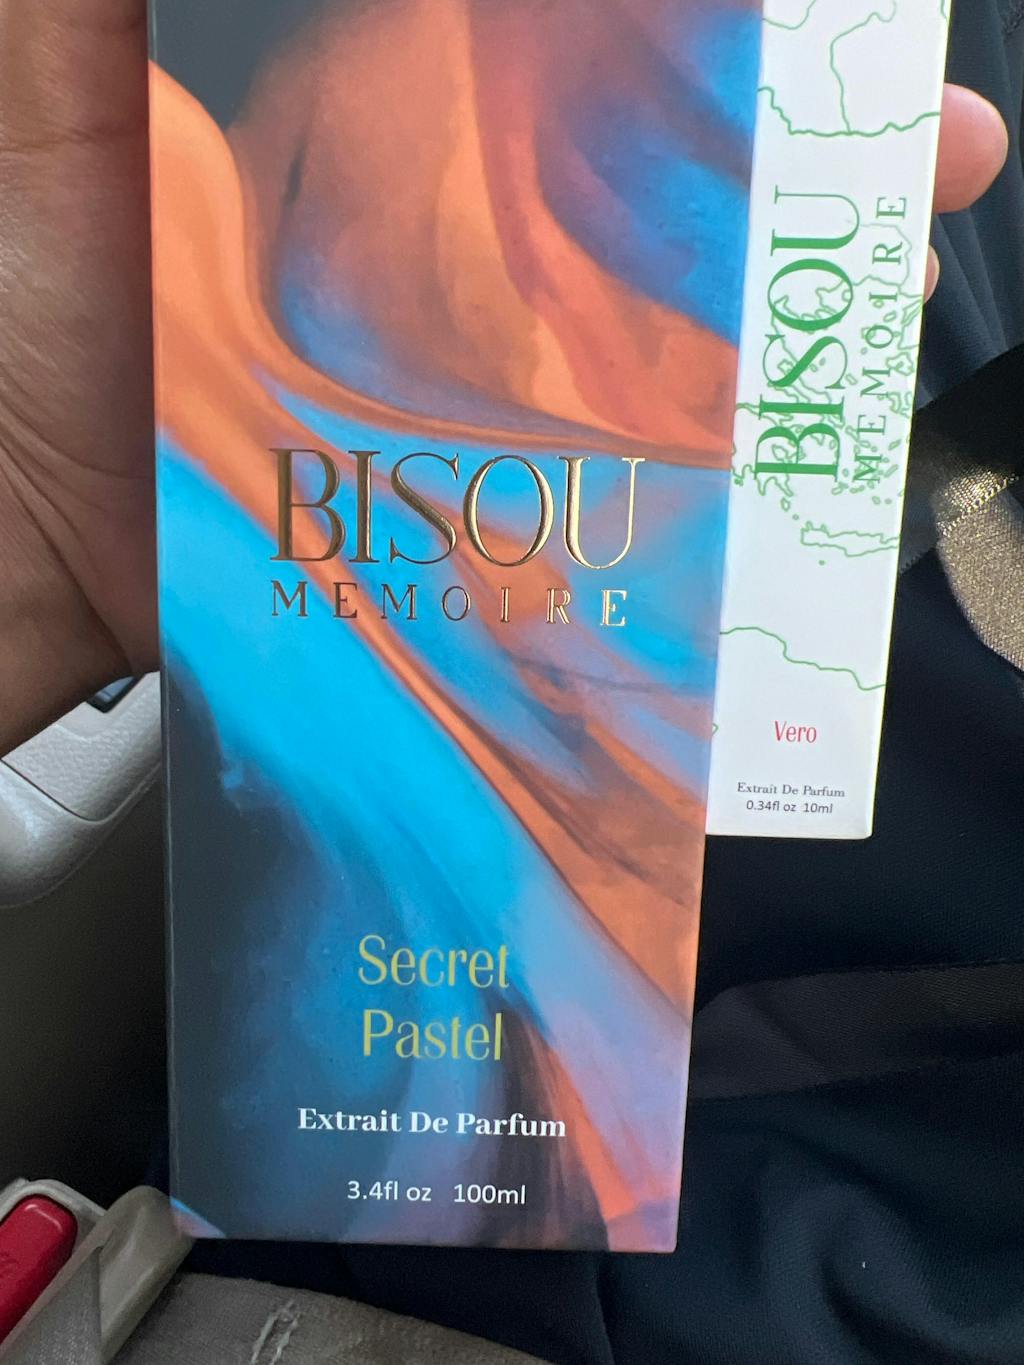 BISOU
MEMOIRE
Secret
Pastel
Extrait De Parfum
3.4fl oz 100ml
BISOU
MEMOIRE
Vero
Extrait De Parfum
0.34fl oz 10ml